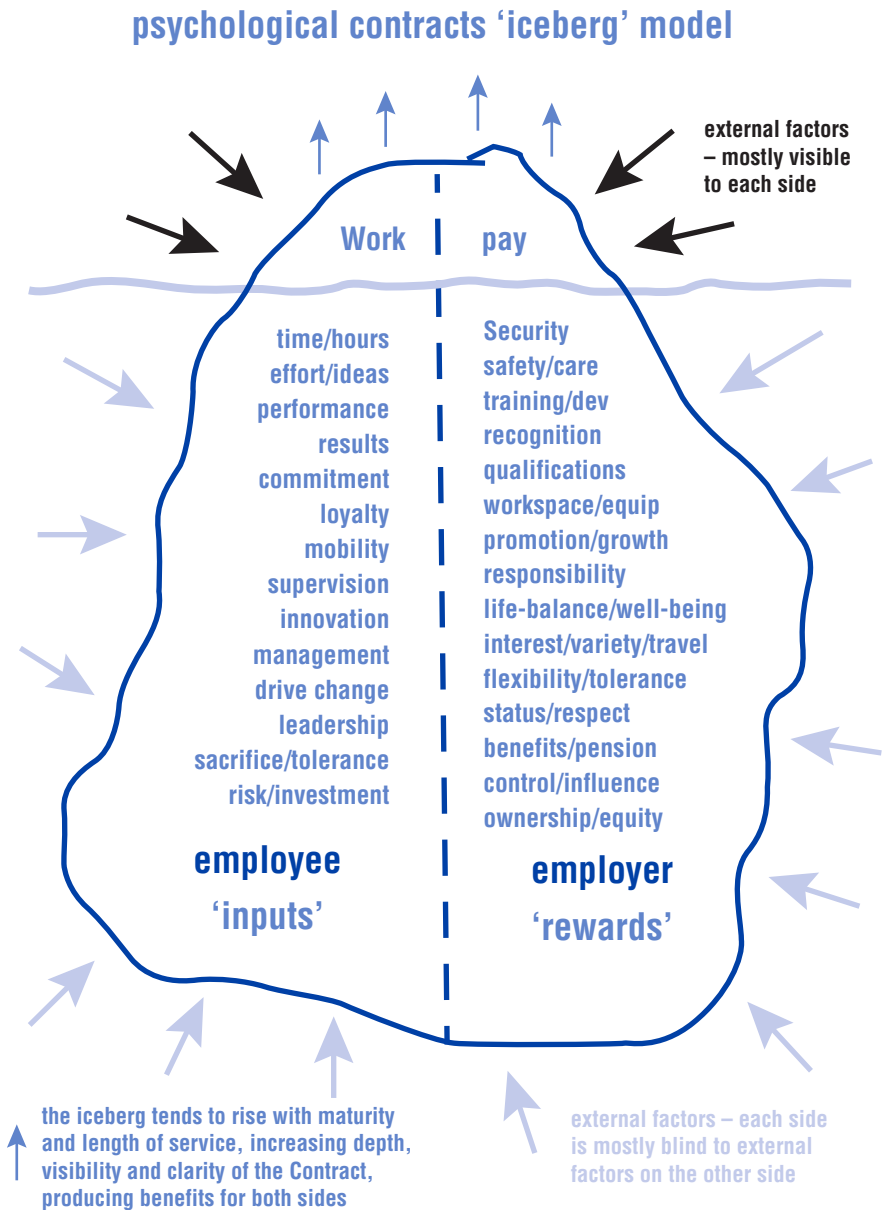 psychological contracts ‘iceberg’ model
external factors
– mostly visible
to each side
Work
pay
time/hours
effort/ideas
performance
results
commitment
loyalty
mobility
supervision
innovation
management
drive change
leadership
sacrifice/tolerance
risk/investment
employee
‘inputs’
Security
safety/care
training/dev
recognition
qualifications
workspace/equip
promotion/growth
responsibility
life-balance/well-being
interest/variety/travel
flexibility/tolerance
status/respect
benefits/pension
control/influence
ownership/equity
employer
‘rewards’
the iceberg tends to rise with maturity
and length of service, increasing depth,
visibility and clarity of the Contract,
producing benefits for both sides
external factors – each side
is mostly blind to external
factors on the other side